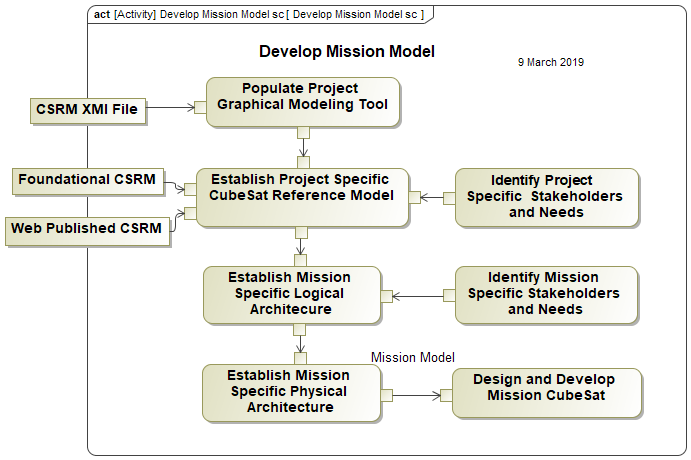 act [Activity] Develop Mission Model sc [ Develop Mission Model sc ]
Develop Mission Model
9 March 2019
CSRM XMI File
Populate Project
Graphical Modeling Tool
Foundational CSRM
Web Published CSRM
Establish Project Specific
CubeSat Reference Model
Identify Project
Specific Stakeholders
and Needs
Establish Mission
Specific Logical
Architecure
Identify Mission
Specific Stakeholders
and Needs
Establish Mission
Specific Physical
Architecture
Mission Model
Design and Develop
Mission CubeSat